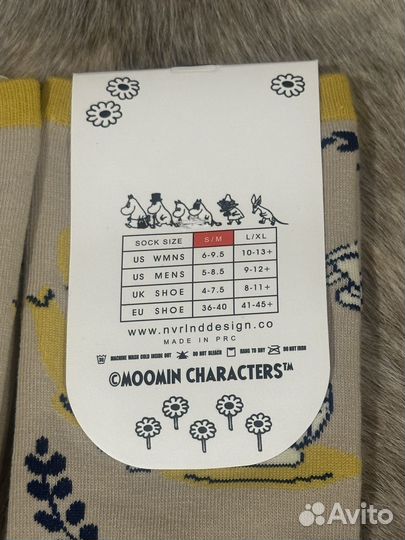 SOCK SIZE S/M L/XL
US WMNS 6-9.5 10-13+
US MENS 5-8.5 9-12+
UK SHOE 4-7.5 8-11+
EU SHOE 36-40 41-45+
www.nvrlnddesign.co
MADE IN PRC
MACHINE WASH COLD INSIDE OUT DO NOT BLEACH HANG TO DRY DO NOT IRON
©MOOMIN CHARACTERS™
Avito